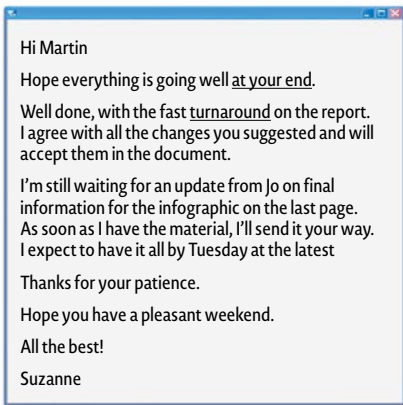 Hi Martin
Hope everything is going well at your end.
Well done, with the fast turnaround on the report.
I agree with all the changes you suggested and will
accept them in the document.
I'm still waiting for an update from Jo on final
information for the infographic on the last page.
As soon as I have the material, I'll send it your way.
I expect to have it all by Tuesday at the latest
Thanks for your patience.
Hope you have a pleasant weekend.
All the best!
Suzanne